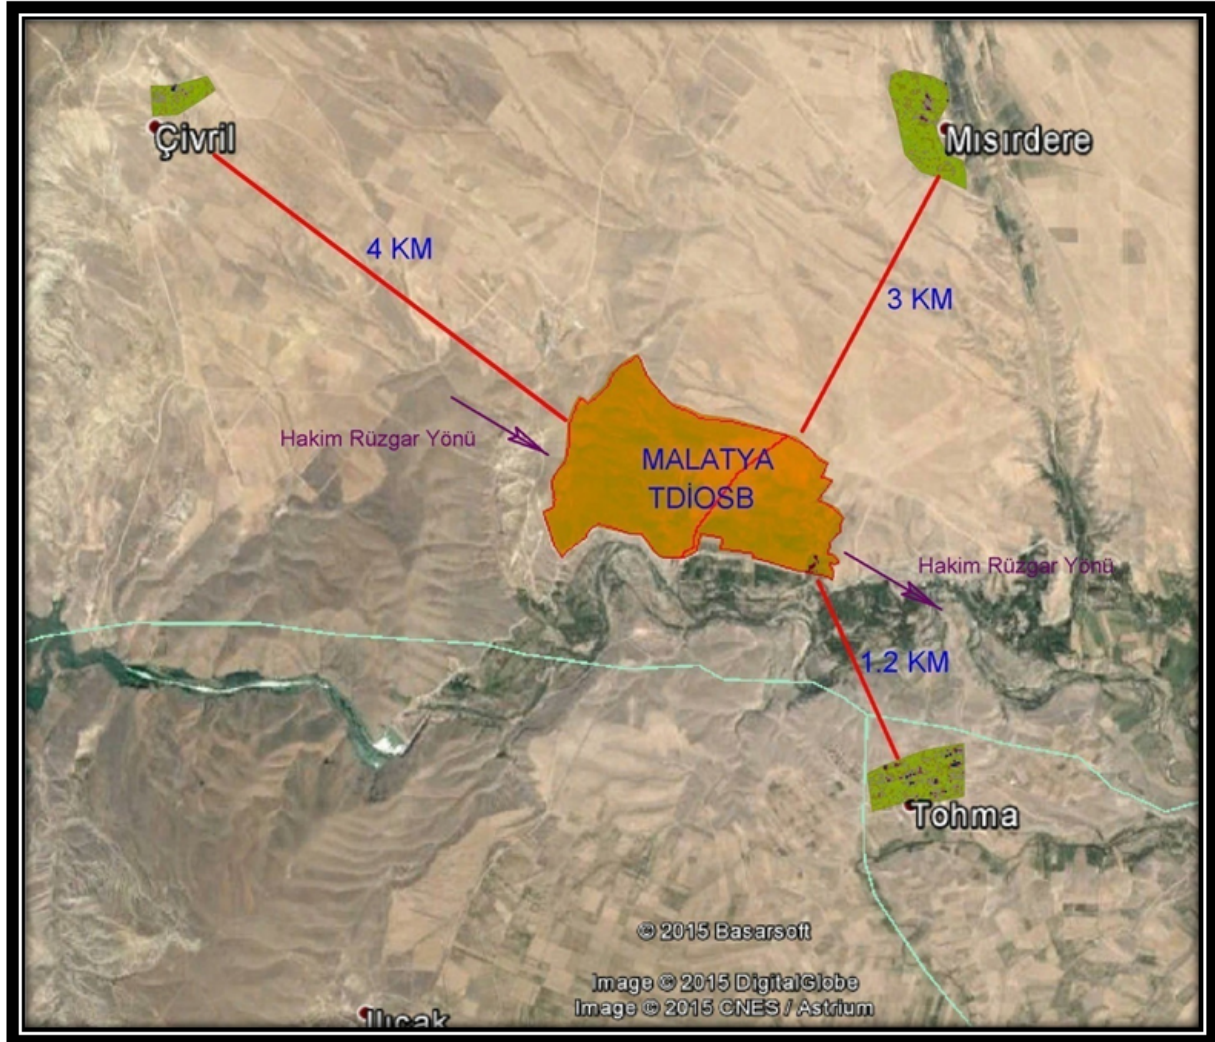 Çivril
Mısırdere
4 KM
3 KM
Hakim Rüzgar Yönü
MALATYA
TDİOSB
Hakim Rüzgar Yönü
1.2 KM
Tohma
© 2015 Basarsoft
Image © 2015 DigitalGlobe
Image © 2015 CNES / Astrium
Ilıcak